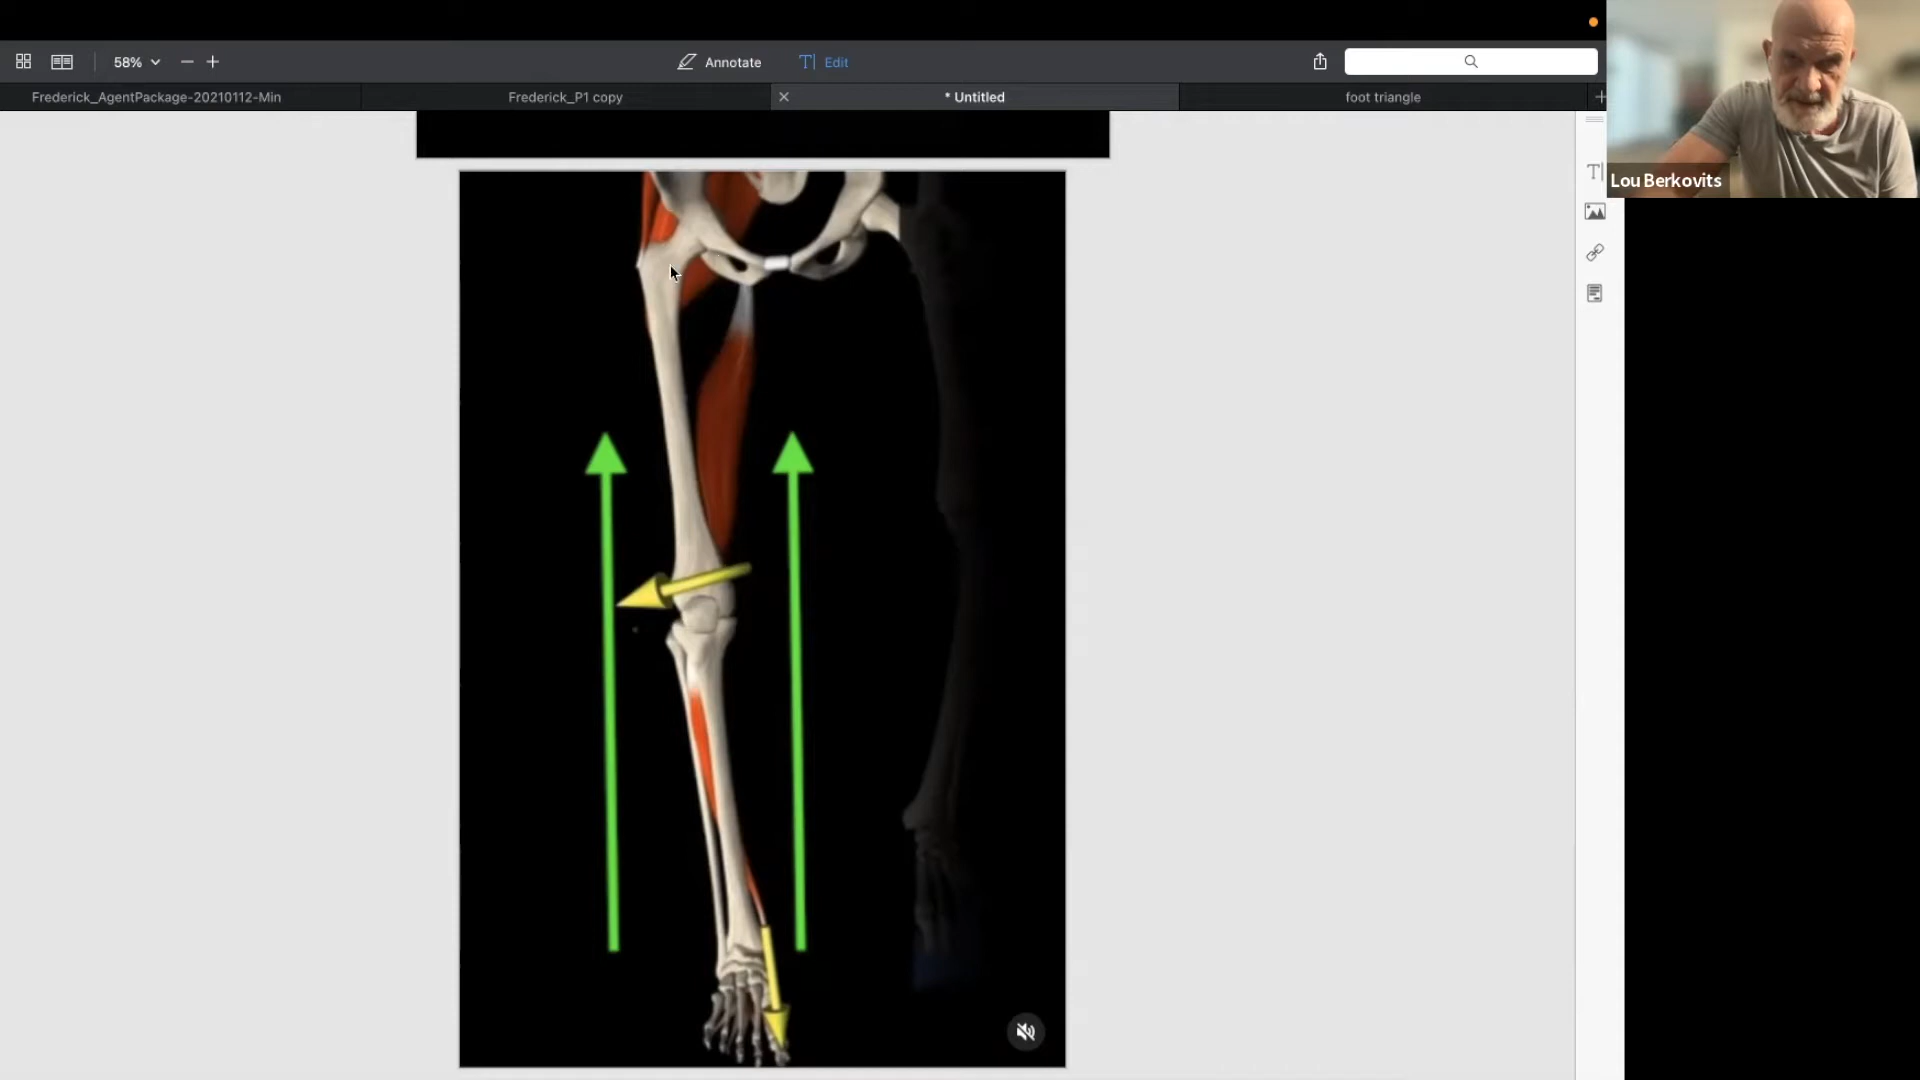 58%
Annotate
Edit
Frederick_AgentPackage-20210112-Min
Frederick_P1 copy
* Untitled
foot triangle
Lou Berkovits